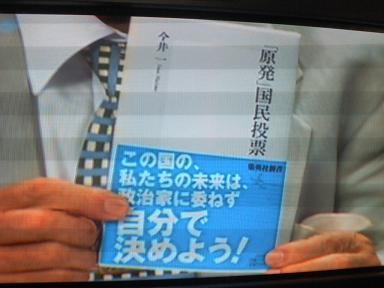 「原発」国民投票
今井 一
集英社新書
この国の、
私たちの未来は、
政治家に委ねず
自分で
決めよう!